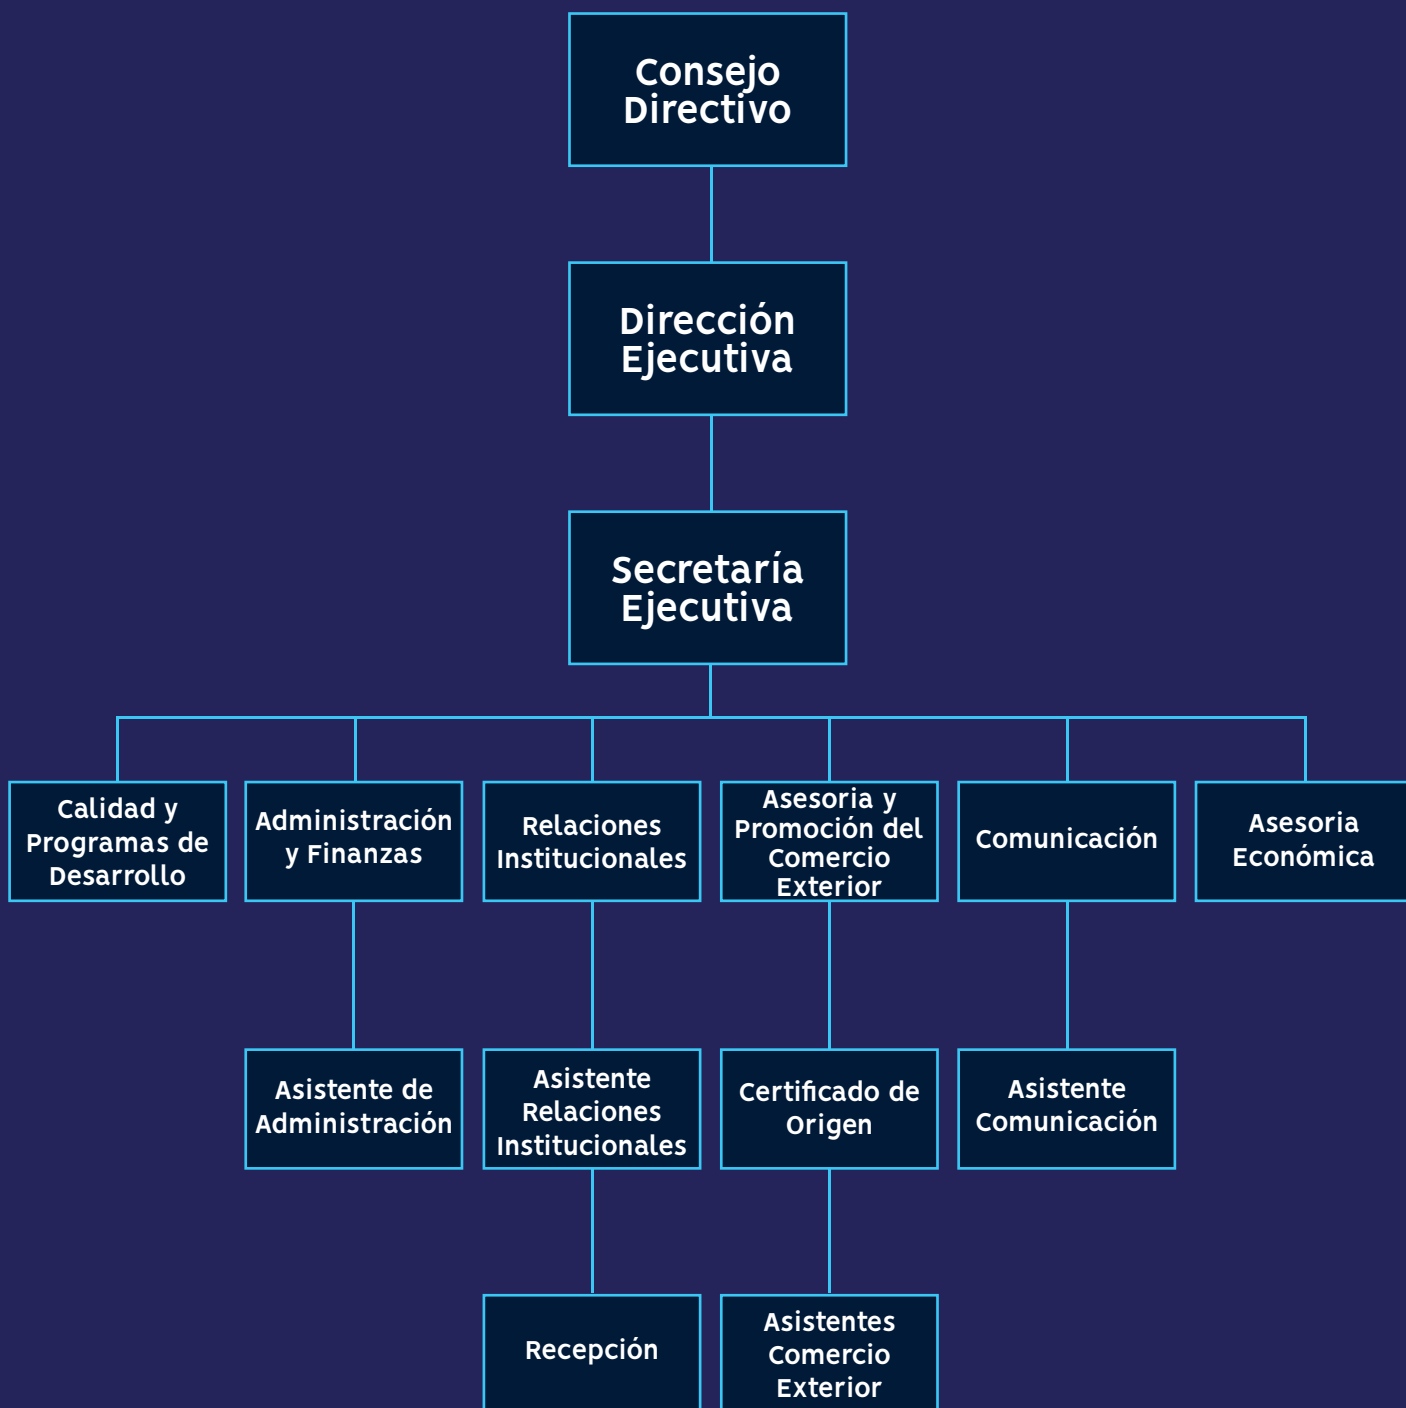 Consejo
Directivo
Dirección
Ejecutiva
Secretaría
Ejecutiva
Calidad y
Programas de
Desarrollo
Administración
y Finanzas
Relaciones
Institucionales
Asesoria y
Promoción del
Comercio
Exterior
Comunicación
Asesoria
Económica
Asistente de
Administración
Asistente
Relaciones
Institucionales
Certificado de
Origen
Asistente
Comunicación
Recepción
Asistentes
Comercio
Exterior